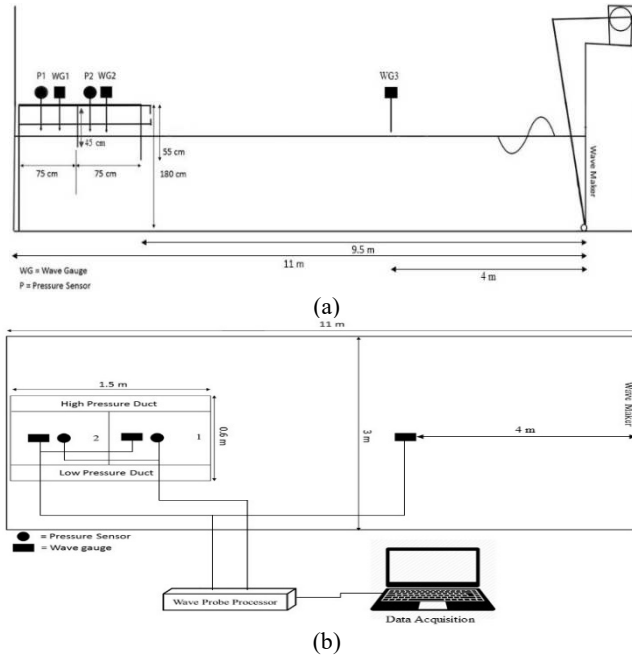 P1 WG1 P2 WG2
WG3
45 cm
55 cm
75 cm 75 cm
180 cm
Wave Maker
9.5 m
11 m
4 m
WG = Wave Gauge
P = Pressure Sensor
(a)
11 m
1.5 m
High Pressure Duct
2 1
Low Pressure Duct
0.6 m
3 m
4 m
Wave Maker
= Pressure Sensor
= Wave gauge
Wave Probe Processor
Data Acquisition
(b)